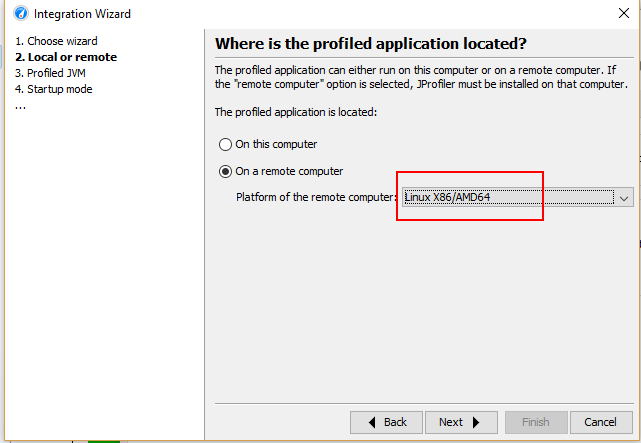 Integration Wizard
1. Choose wizard
2. Local or remote
3. Profiled JVM
4. Startup mode
...
Where is the profiled application located?
The profiled application can either run on this computer or on a remote computer. If
the "remote computer" option is selected, JProfiler must be installed on that computer.
The profiled application is located:
On this computer
On a remote computer
Platform of the remote computer:
Linux X86/AMD64
Back
Next
Finish
Cancel